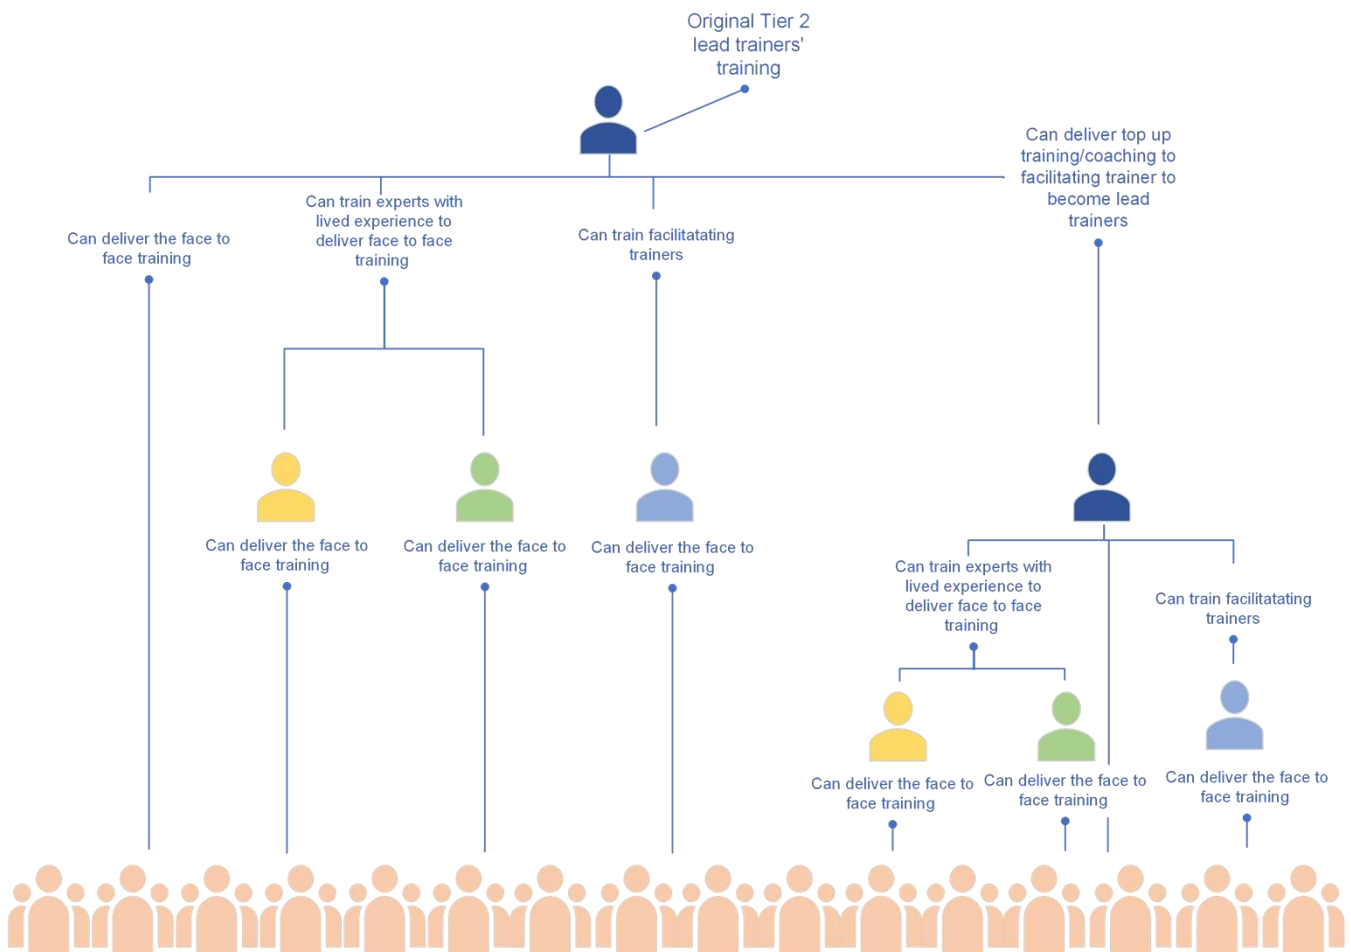 Original Tier 2
lead trainers'
training
Can deliver top up
training/coaching to
facilitating trainer to
become lead
trainers
Can deliver the face to
face training
Can train experts with
lived experience to
deliver face to face
training
Can train facilitatating
trainers
Can deliver the face to
face training
Can deliver the face to
face training
Can deliver the face to
face training
Can train experts with
lived experience to
deliver face to face
training
Can train facilitatating
trainers
Can deliver the face to
face training
Can deliver the face to
face training
Can deliver the face to
face training